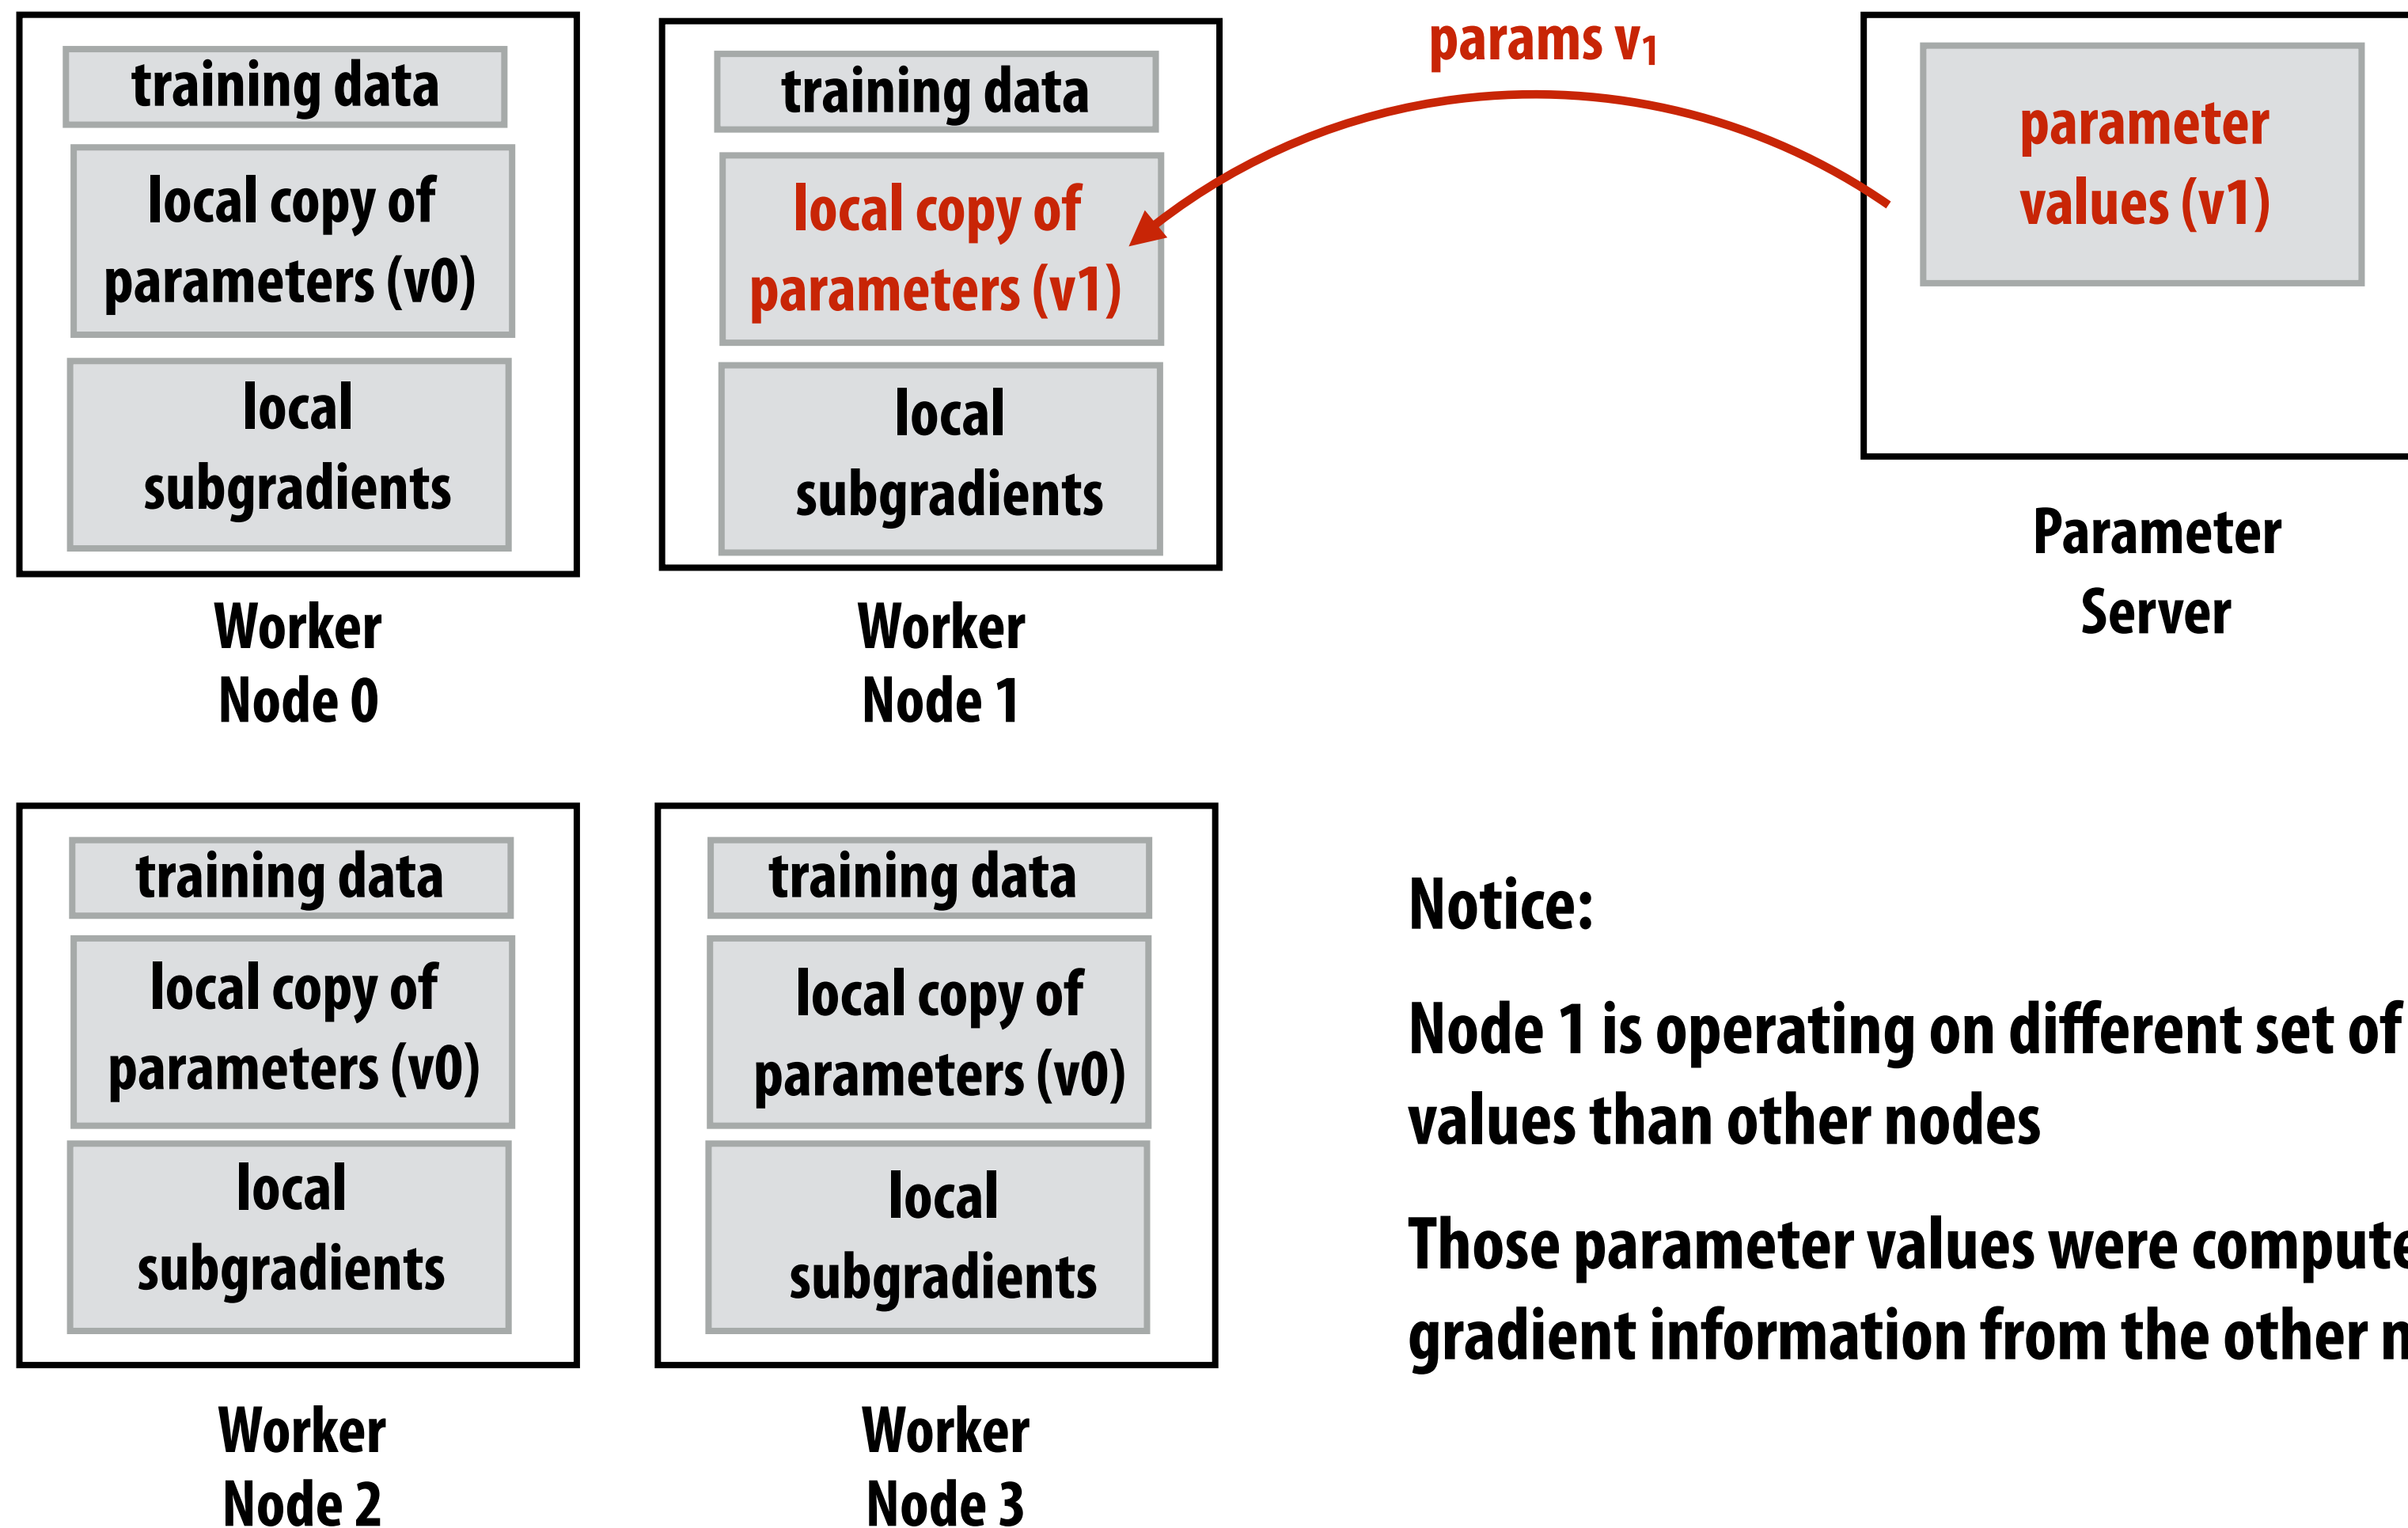 training data
local copy of
parameters (v0)
local
subgradients
Worker
Node 0
training data
local copy of
parameters (v1)
local
subgradients
Worker
Node 1
params v₁
parameter
values (v1)
Parameter
Server
training data
local copy of
parameters (v0)
local
subgradients
Worker
Node 2
training data
local copy of
parameters (v0)
local
subgradients
Worker
Node 3
Notice:
Node 1 is operating on different set of
values than other nodes
Those parameter values were
gradient information from the other